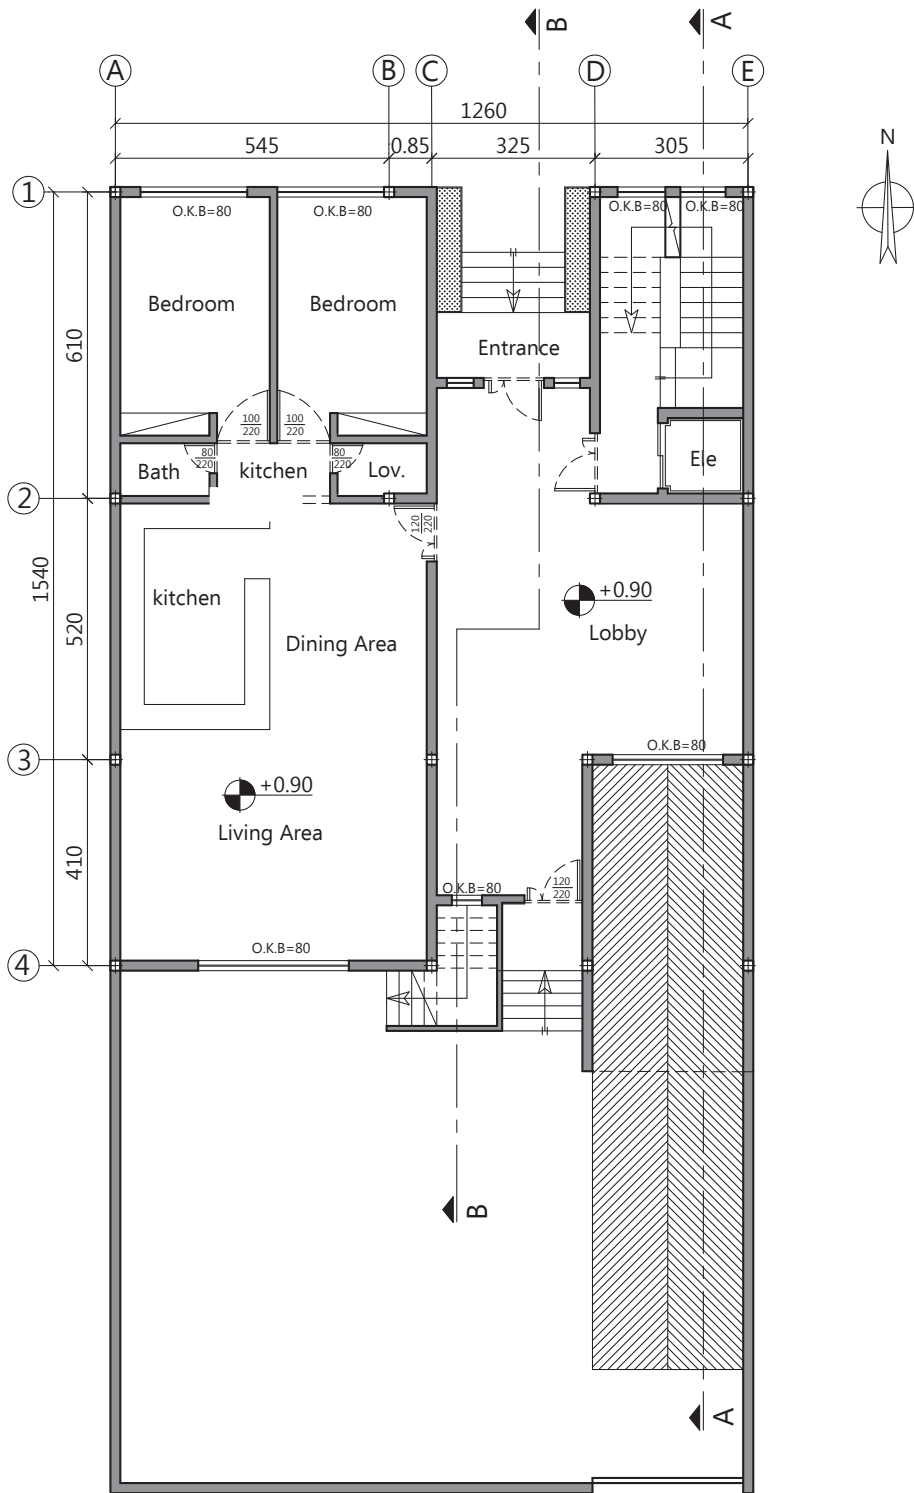 B
A
A
B
C
D
E
1260
545
0.85
325
305
N
1
O.K.B=80
O.K.B=80
O.K.B=80
O.K.B=80
Bedroom
Bedroom
610
Entrance
100
220
100
220
80
220
80
220
Bath
kitchen
Lov.
Ele
2
120
220
1540
520
kitchen
+0.90
Lobby
Dining Area
O.K.B=80
3
+0.90
Living Area
410
O.K.B=80
120
220
O.K.B=80
4
B
A